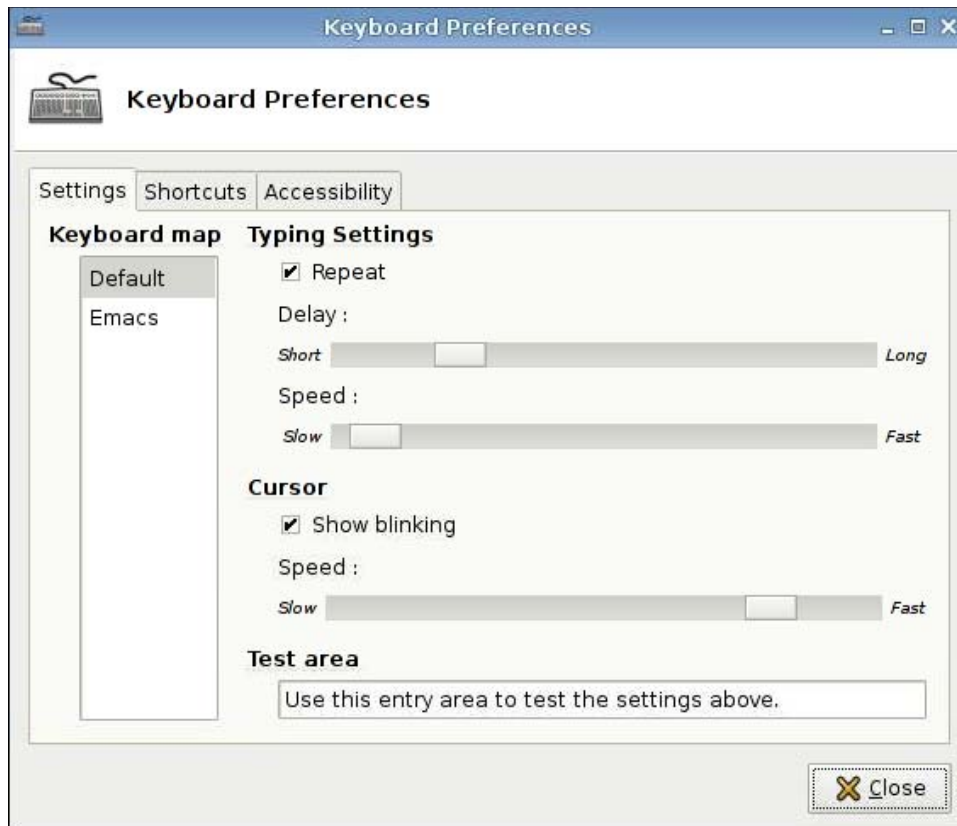 Keyboard Preferences
Keyboard Preferences
Settings Shortcuts Accessibility
Keyboard map
Default
Emacs
Typing Settings
Repeat
Delay :
Short Long
Speed :
Slow Fast
Cursor
Show blinking
Speed :
Slow Fast
Test area
Use this entry area to test the settings above.
Close